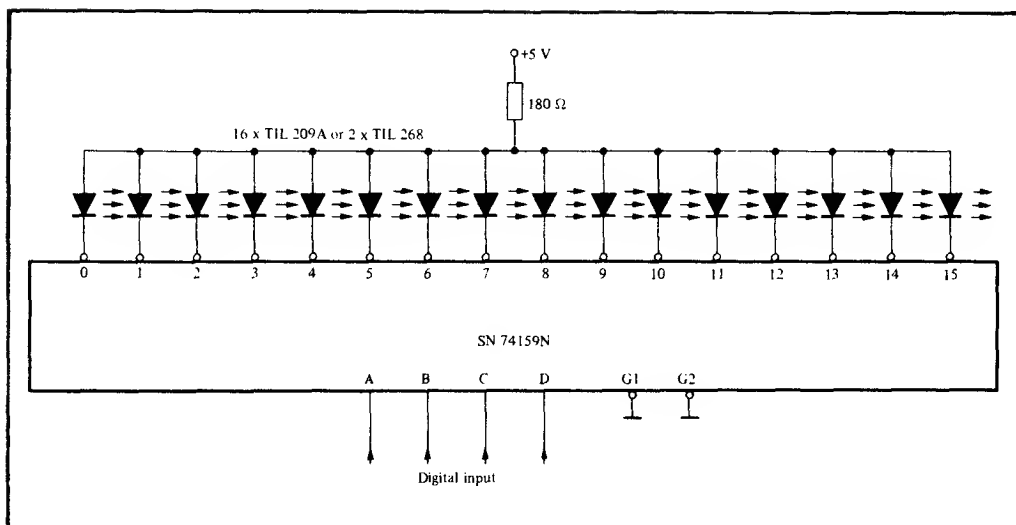 +5 V
180 Ω
16 x TIL 209A or 2 x TIL 268
0 1 2 3 4 5 6 7 8 9 10 11 12 13 14 15
SN 74159N
A B C D G1 G2
Digital input